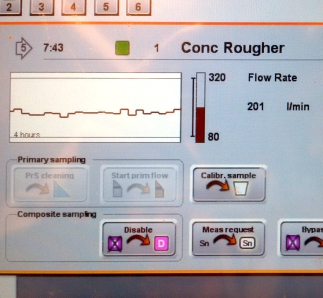 2 3 4 5 6
5 7:43 1 Conc Rougher
320 Flow Rate
201 l/min
4 hours 80
Primary sampling
PrS cleaning Start prim flow Calibr. sample
Composite sampling
Disable Meas request Bypas
D Sn Sn